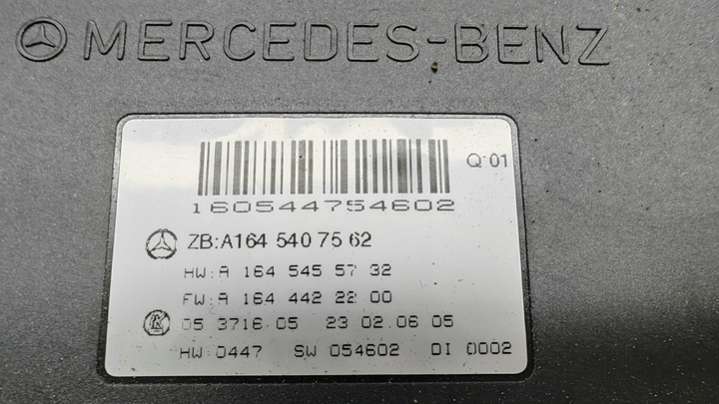 MERCEDES-BENZ
Q 01
160544754602
ZB:A164 540 75 62
HW:A 164 545 57 32
FW:A 164 442 22 00
05 3716 05 23 02.06 05
HW 0447 SW 054602 DI 0002